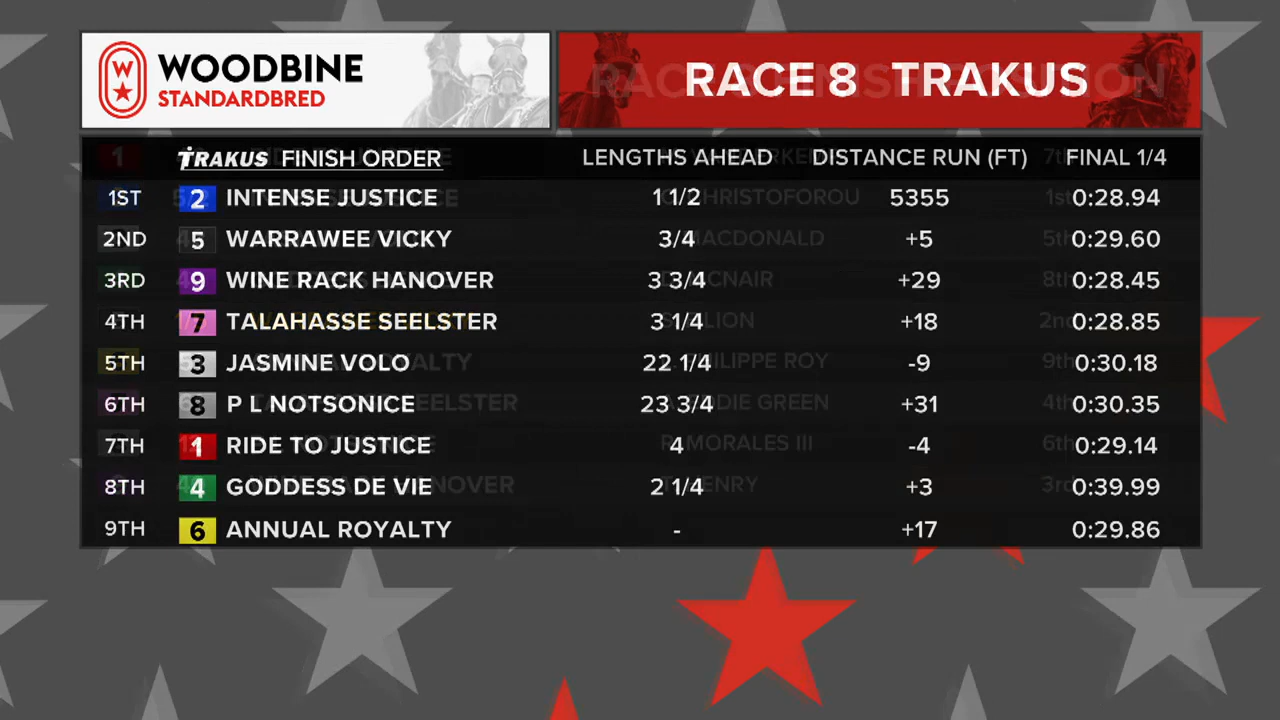 W
WOODBINE
STANDARDBRED
RACE 8 TRAKUS
TRAKUS FINISH ORDER LENGTHS AHEAD DISTANCE RUN (FT) FINAL 1/4
1ST 2 INTENSE JUSTICE 1 1/2 5355 0:28.94
2ND 5 WARRAWEE VICKY 3/4 +5 0:29.60
3RD 9 WINE RACK HANOVER 3 3/4 +29 0:28.45
4TH 7 TALAHASSE SEELSTER 3 1/4 +18 0:28.85
5TH 3 JASMINE VOLO 22 1/4 -9 0:30.18
6TH 8 P L NOTSONICE 23 3/4 +31 0:30.35
7TH 1 RIDE TO JUSTICE 4 -4 0:29.14
8TH 4 GODDESS DE VIE 2 1/4 +3 0:39.99
9TH 6 ANNUAL ROYALTY - +17 0:29.86